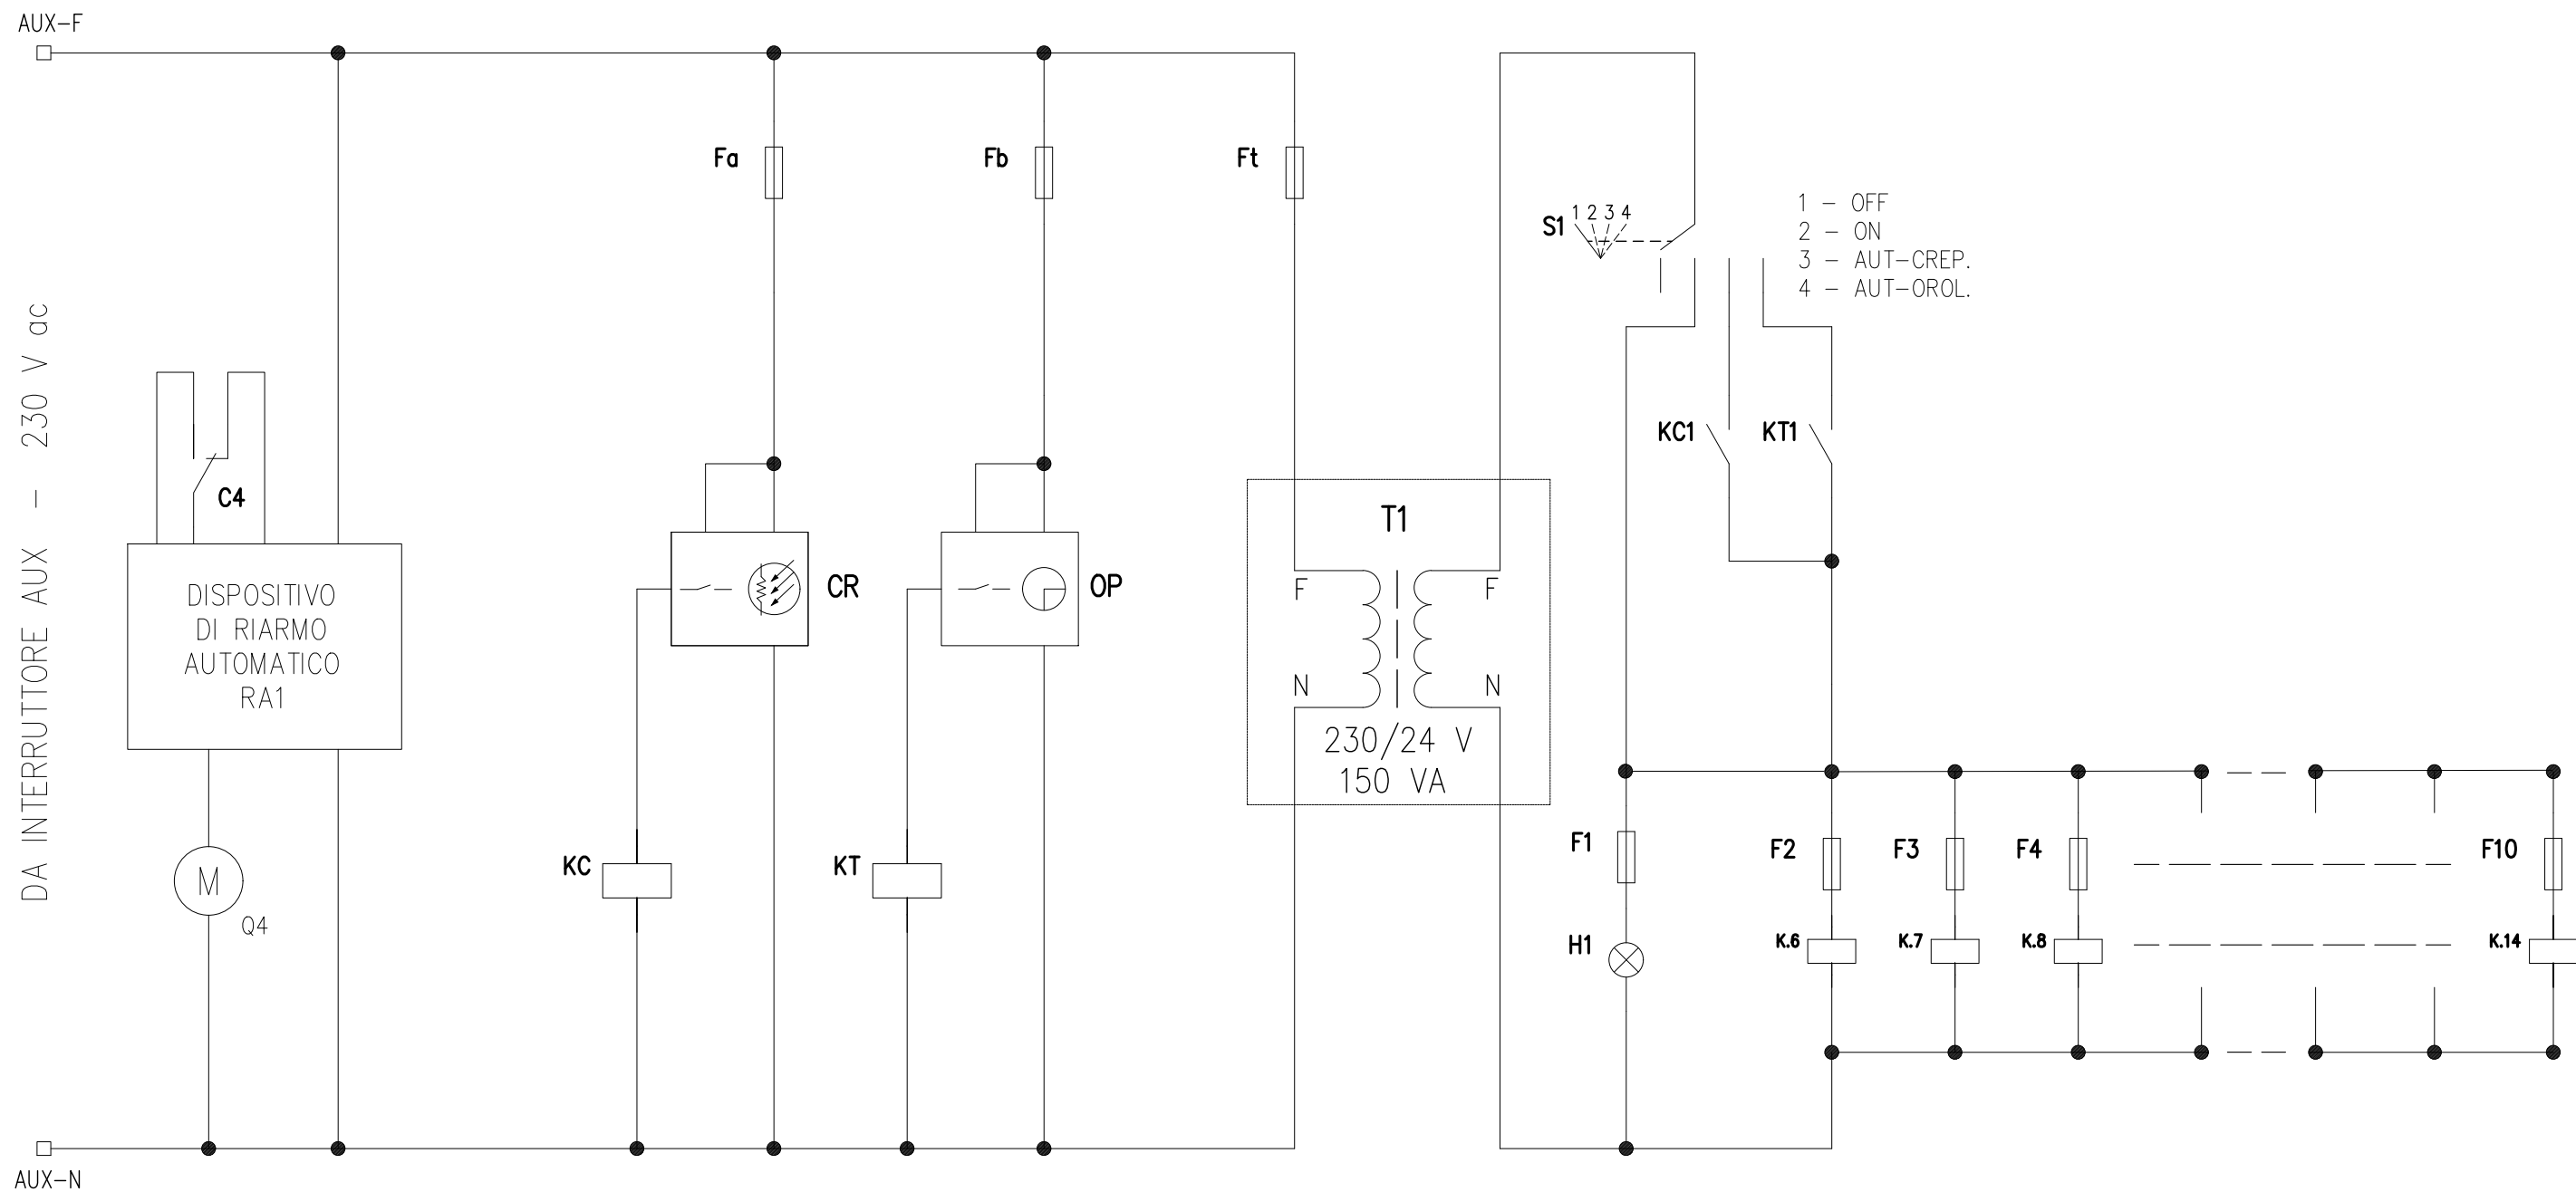 AUX-F
Fa
Fb
Ft
S1
1 2 3 4
1 - OFF
2 - ON
3 - AUT-CREP.
4 - AUT-OROL.
DA INTERRUTTORE AUX - 230 V ac
C4
KC1
KT1
T1
DISPOSITIVO
DI RIARMO
AUTOMATICO
RA1
CR
OP
F
F
N
N
230/24 V
150 VA
M
Q4
KC
KT
F1
F2
F3
F4
F10
H1
K.6
K.7
K.8
K.14
AUX-N